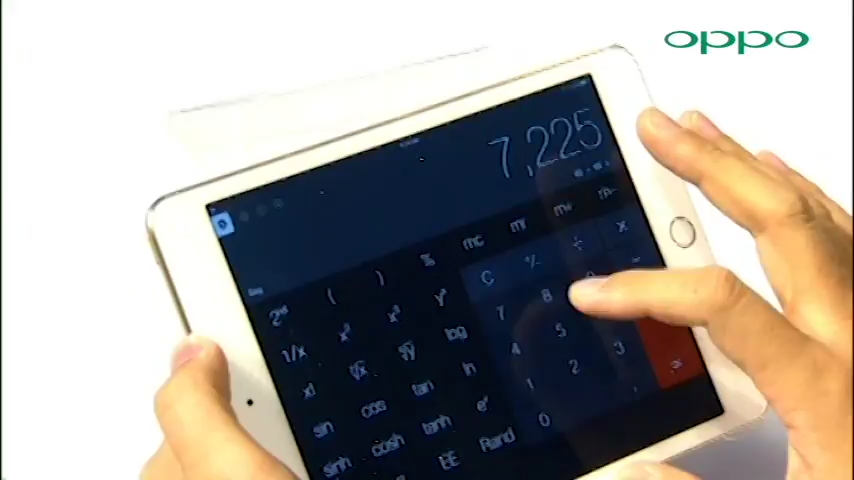 oppo
7,225
mc mr m+ m-
2ⁿᵈ ( ) % C +/- ÷ x
1/x x² x³ yˣ 7 8
x! log 4 5
sin cos tan ln 1 2 3
sinh cosh tanh eˣ 0
EE Rand